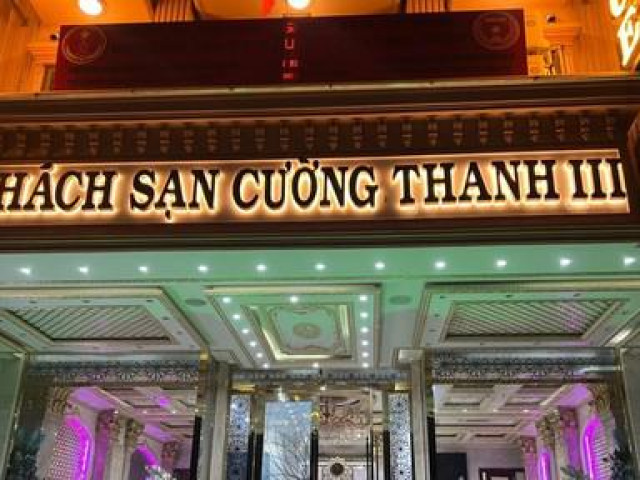 HÁCH SẠN CƯỜNG THANH III